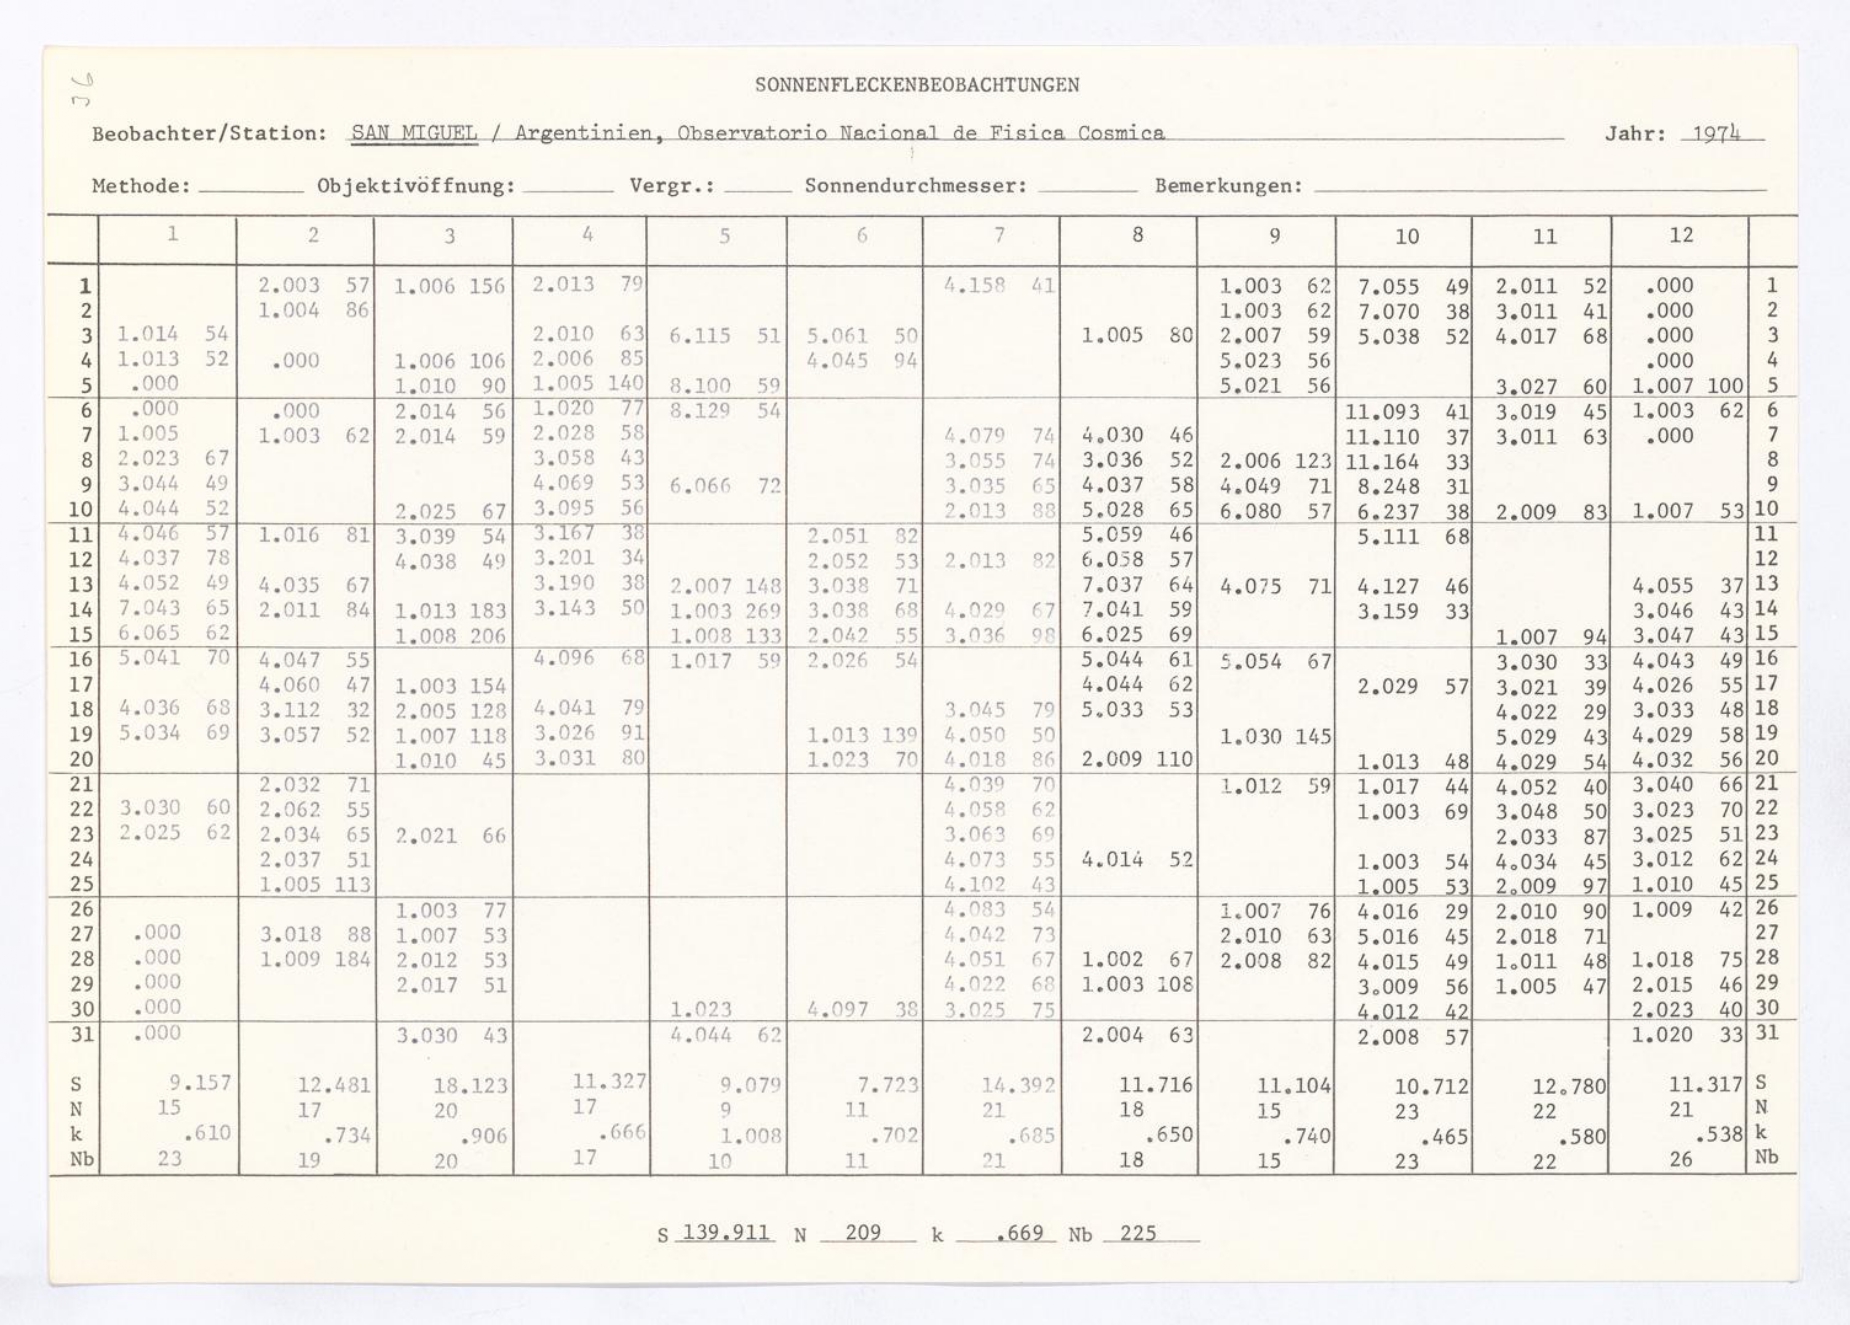 36
SONNENFLECKENBEOBACHTUNGEN
Beobachter/Station: SAN MIGUEL / Argentinien, Observatorio Nacional de Fisica Cosmica Jahr: 1974
Methode: Objektivöffnung: Vergr.: Sonnendurchmesser: Bemerkungen:
1 2 3 4 5 6 7 8 9 10 11 12
1 2.003 57 1.006 156 2.013 79 4.158 41 1.003 62 7.055 49 2.011 52 .000 1
2 1.004 86 1.003 62 7.070 38 3.011 41 .000 2
3 1.014 54 2.010 63 6.115 51 5.061 50 1.005 80 2.007 59 5.038 52 4.017 68 .000 3
4 1.013 52 .000 1.006 106 2.006 85 4.045 94 5.023 56 .000 4
5 .000 1.010 90 1.005 140 8.100 59 5.021 56 3.027 60 1.007 100 5
6 .000 .000 2.014 56 1.020 77 8.129 54 11.093 41 3.019 45 1.003 62 6
7 1.005 1.003 62 2.014 59 2.028 58 4.079 74 4.030 46 11.110 37 3.011 63 .000 7
8 2.023 67 3.058 43 3.055 74 3.036 52 2.006 123 11.164 33 8
9 3.044 49 4.069 53 6.066 72 3.035 65 4.037 58 4.049 71 8.248 31 9
10 4.044 52 2.025 67 3.095 56 2.013 88 5.028 65 6.080 57 6.237 38 2.009 83 1.007 53 10
11 4.046 57 1.016 81 3.039 54 3.167 38 2.051 82 5.059 46 5.111 68 11
12 4.037 78 4.038 49 3.201 34 2.052 53 2.013 82 6.058 57 12
13 4.052 49 4.035 67 3.190 38 2.007 148 3.038 71 7.037 64 4.075 71 4.127 46 4.055 37 13
14 7.043 65 2.011 84 1.013 183 3.143 50 1.003 269 3.038 68 4.029 67 7.041 59 3.159 33 3.046 43 14
15 6.065 62 1.008 206 1.008 133 2.042 55 3.036 98 6.025 69 1.007 94 3.047 43 15
16 5.041 70 4.047 55 4.096 68 1.017 59 2.026 54 5.044 61 5.054 67 3.030 33 4.043 49 16
17 4.060 47 1.003 154 4.044 62 2.029 57 3.021 39 4.026 55 17
18 4.036 68 3.112 32 2.005 128 4.041 79 3.045 79 5.033 53 4.022 29 3.033 48 18
19 5.034 69 3.057 52 1.007 118 3.026 91 1.013 139 4.050 50 1.030 145 5.029 43 4.029 58 19
20 1.010 45 3.031 80 1.023 70 4.018 86 2.009 110 1.013 48 4.029 54 4.032 56 20
21 2.032 71 4.039 70 1.012 59 1.017 44 4.052 40 3.040 66 21
22 3.030 60 2.062 55 4.058 62 1.003 69 3.048 50 3.023 70 22
23 2.025 62 2.034 65 2.021 66 3.063 69 2.033 87 3.025 51 23
24 2.037 51 4.073 55 4.014 52 1.003 54 4.034 45 3.012 62 24
25 1.005 113 4.102 43 1.005 53 2.009 97 1.010 45 25
26 1.003 77 4.083 54 1.007 76 4.016 29 2.010 90 1.009 42 26
27 .000 3.018 88 1.007 53 4.042 73 2.010 63 5.016 45 2.018 71 27
28 .000 1.009 184 2.012 53 4.051 67 1.002 67 2.008 82 4.015 49 1.011 48 1.018 75 28
29 .000 2.017 51 4.022 68 1.003 108 3.009 56 1.005 47 2.015 46 29
30 .000 1.023 4.097 38 3.025 75 4.012 42 2.023 40 30
31 .000 3.030 43 4.044 62 2.004 63 2.008 57 1.020 33 31
S 9.157 12.481 18.123 11.327 9.079 7.723 14.392 11.716 11.104 10.712 12.780 11.317 S
N 15 17 20 17 9 11 21 18 15 23 22 21 N
k .610 .734 .906 .666 1.008 .702 .685 .650 .740 .465 .580 .538 k
Nb 23 19 20 17 10 11 21 18 15 23 22 26 Nb
S 139.911 N 209 k .669 Nb 225